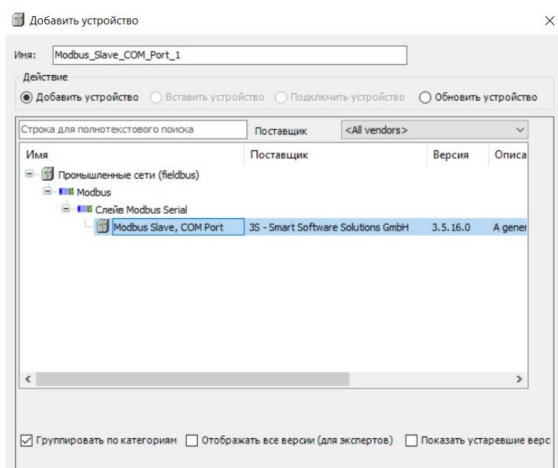 Добавить устройство
Имя: Modbus_Slave_COM_Port_1
Действие
Добавить устройство Вставить устройство Подключить устройство Обновить устройство
Строка для полнотекстового поиска Поставщик <All vendors>
Имя Поставщик Версия Описа
Промышленные сети (fieldbus)
Modbus
Слейв Modbus Serial
Modbus Slave, COM Port 3S - Smart Software Solutions GmbH 3.5.16.0 A gener
Группировать по категориям Отображать все версии (для экспертов) Показать устаревшие верс